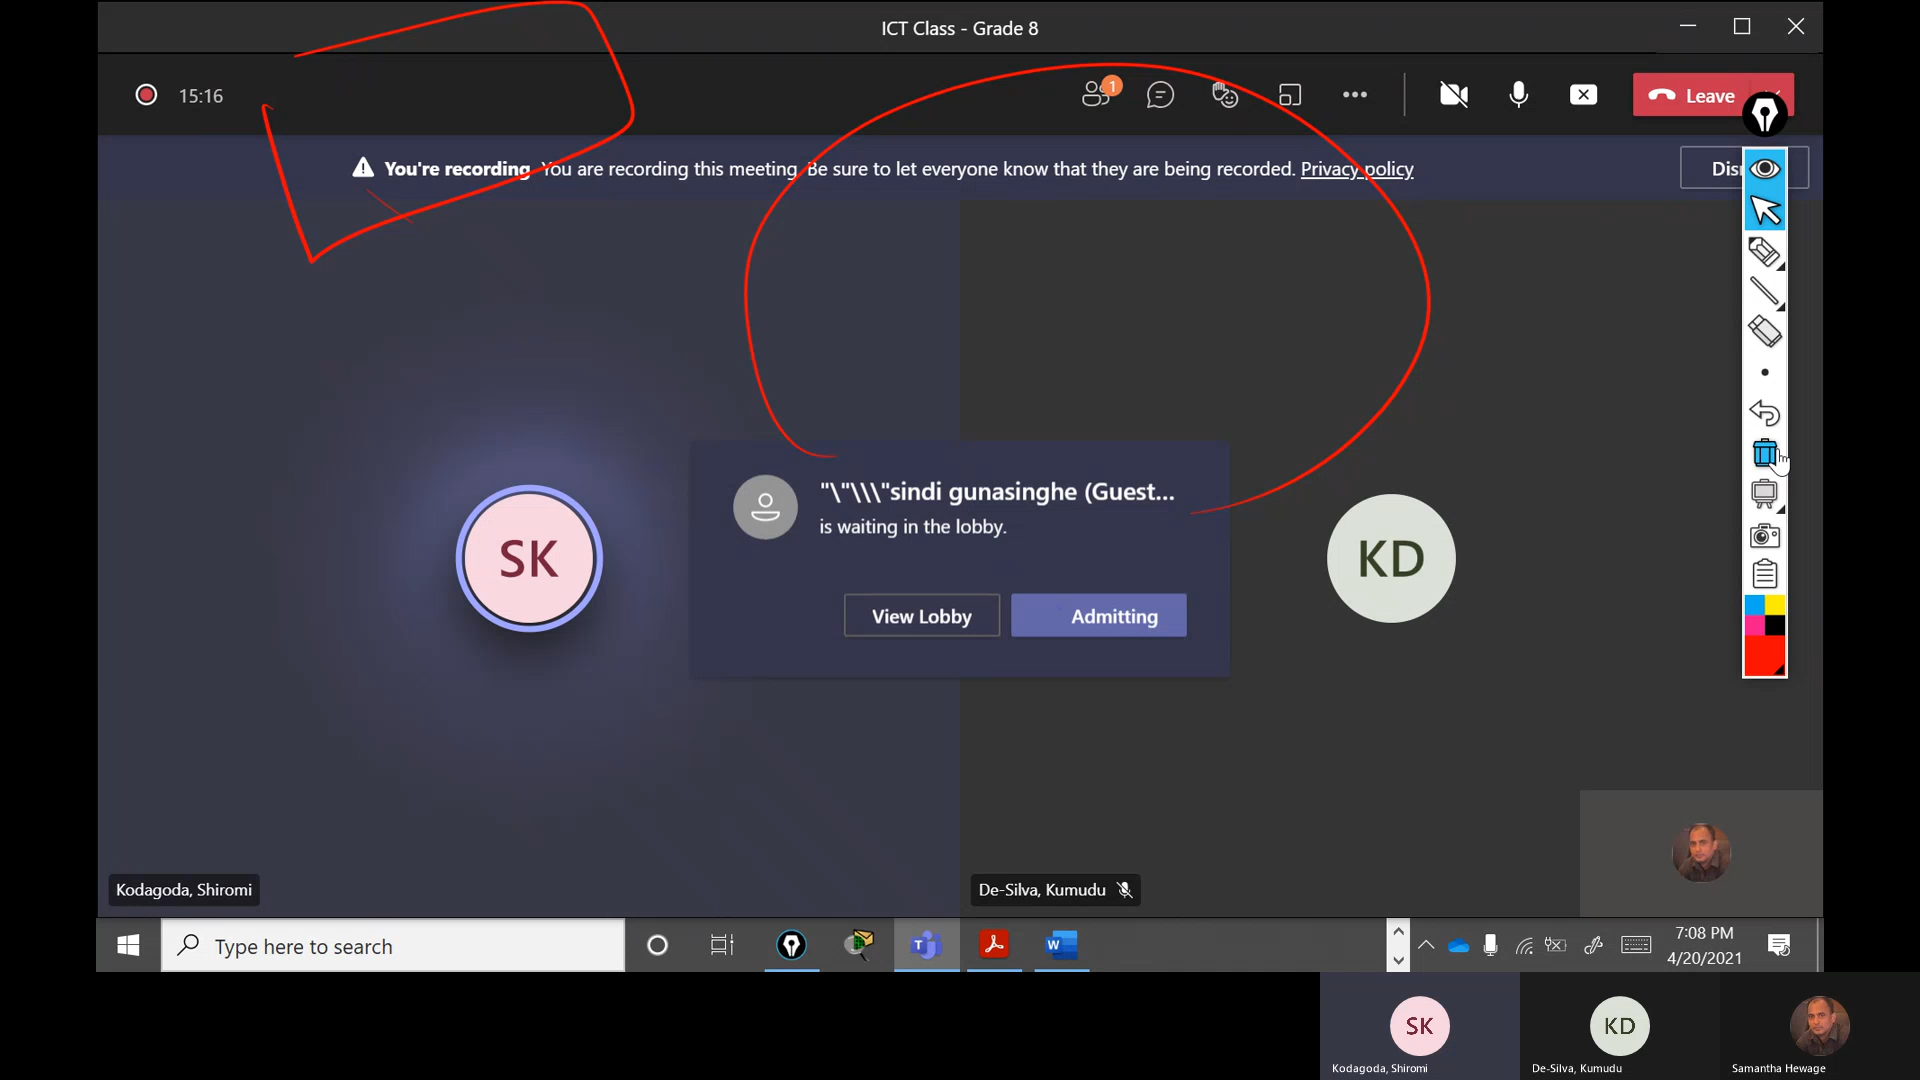 ICT Class - Grade 8
15:16
1
Leave
You're recording You are recording this meeting. Be sure to let everyone know that they are being recorded. Privacy policy
Dis
"\"\\\"sindi gunasinghe (Guest...
is waiting in the lobby.
View Lobby
Admitting
SK
KD
Kodagoda, Shiromi
De-Silva, Kumudu
Type here to search
7:08 PM
4/20/2021
SK
KD
Kodagoda, Shiromi
De-Silva, Kumudu
Samantha Hewage